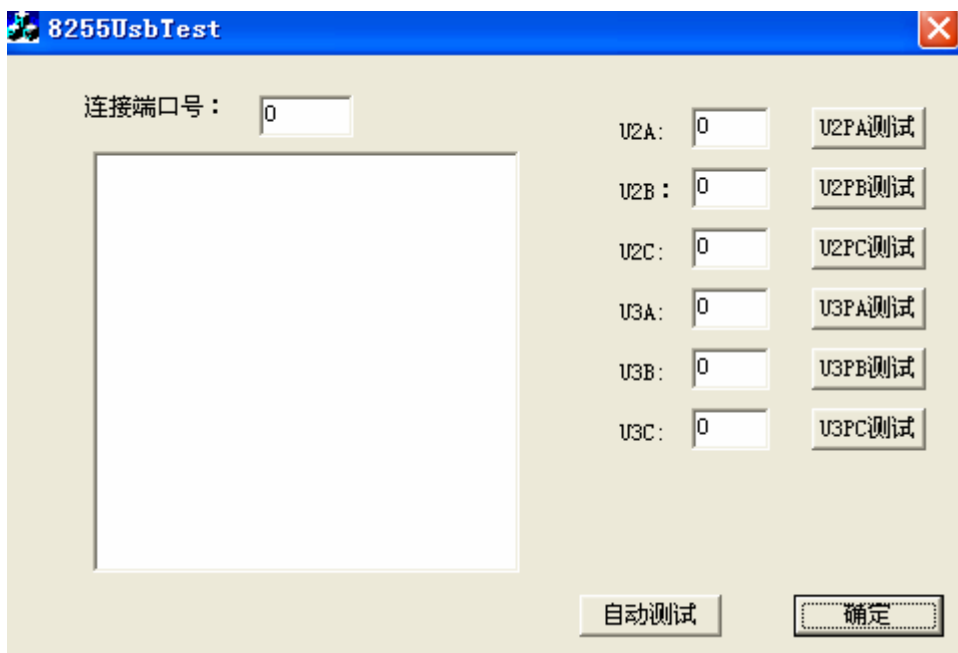 8255UsbTest
连接端口号：
0
U2A:
0
U2PA测试
U2B：
0
U2PB测试
U2C:
0
U2PC测试
U3A:
0
U3PA测试
U3B:
0
U3PB测试
U3C:
0
U3PC测试
自动测试
确定